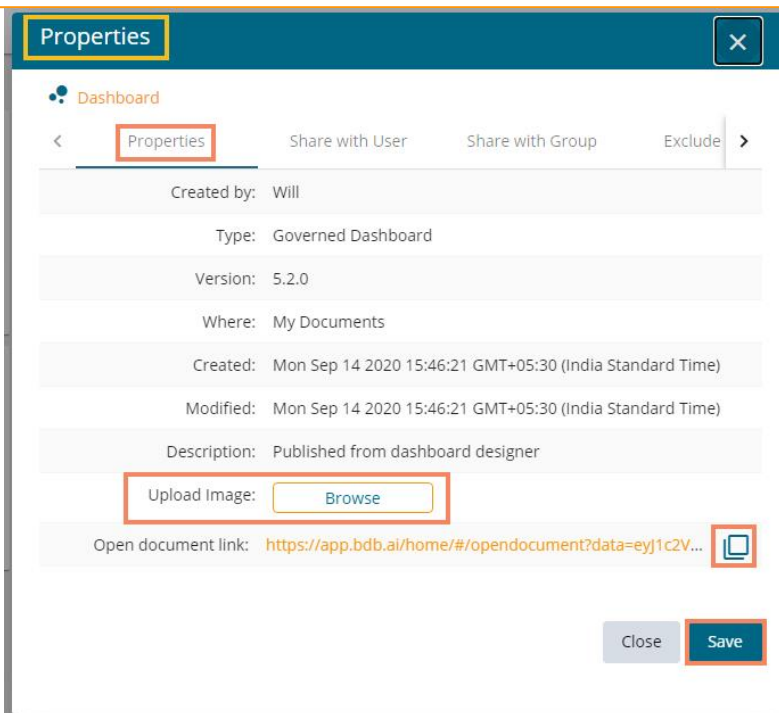 Properties
Dashboard
Properties Share with User Share with Group Exclude
Created by: Will
Type: Governed Dashboard
Version: 5.2.0
Where: My Documents
Created: Mon Sep 14 2020 15:46:21 GMT+05:30 (India Standard Time)
Modified: Mon Sep 14 2020 15:46:21 GMT+05:30 (India Standard Time)
Description: Published from dashboard designer
Upload Image: Browse
Open document link: https://app.bdb.ai/home/#/opendocument?data=eyJ1c2V...
Close Save